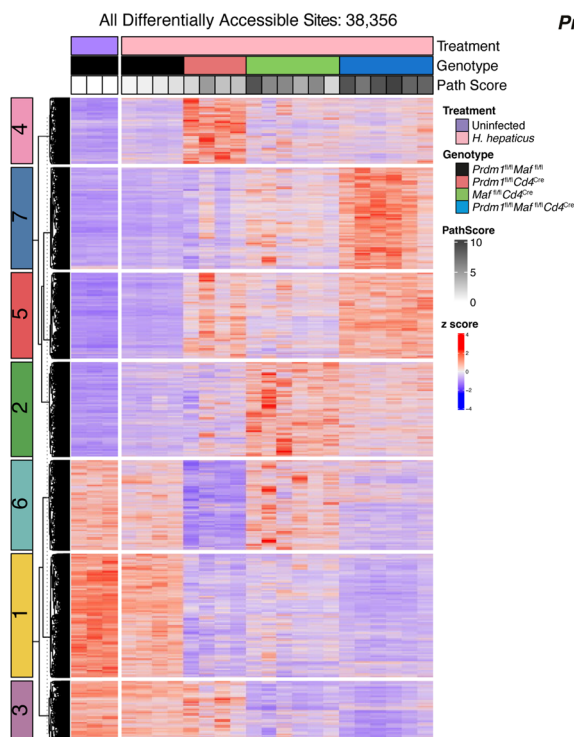 All Differentially Accessible Sites: 38,356
Pr
Treatment
Genotype
Path Score
4
7
5
2
6
1
3
Treatment
Uninfected
H. hepaticus
Genotype
Prdm1fl/flMaf fl/fl
Prdm1fl/flCd4Cre
Maf fl/flCd4Cre
Prdm1fl/flMaf fl/flCd4Cre
PathScore
10
5
0
z score
4
2
0
-2
-4